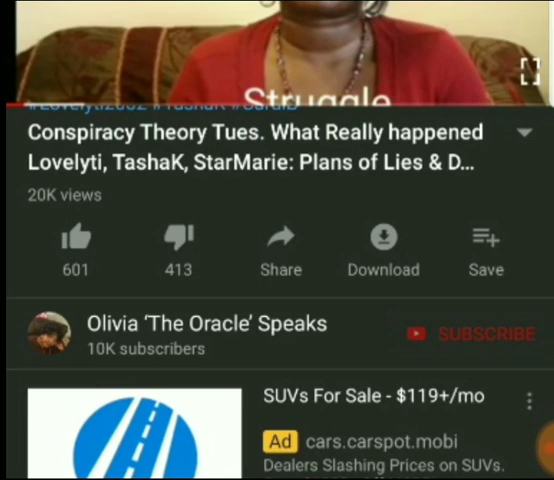 Struggle
Conspiracy Theory Tues. What Really happened
Lovelyti, TashaK, StarMarie: Plans of Lies & D...
20K views
601
413
Share
Download
Save
Olivia ‘The Oracle’ Speaks
10K subscribers
SUBSCRIBE
SUVs For Sale - $119+/mo
Ad cars.carspot.mobi
Dealers Slashing Prices on SUVs.